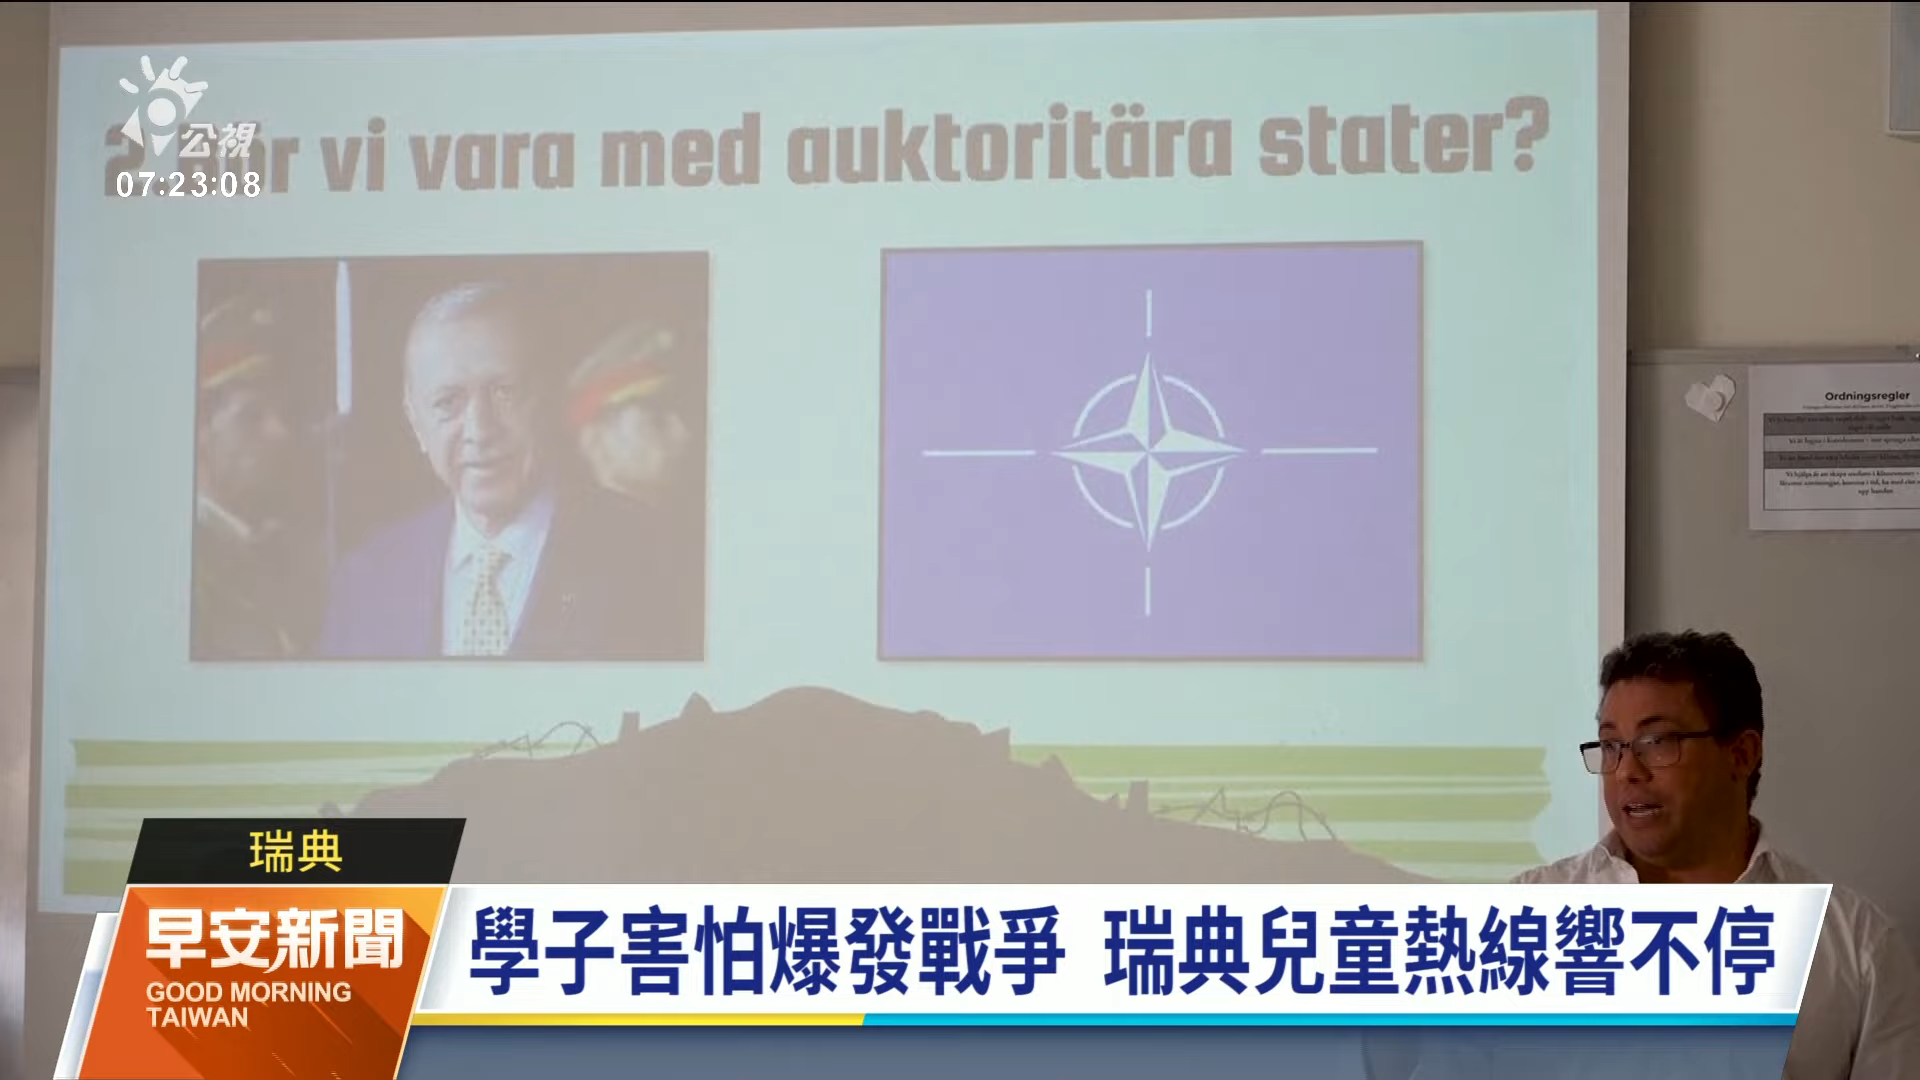 公視
07:23:08
vi vara med auktoritära stater?
Ordningsregler
瑞典
早安新聞
GOOD MORNING
TAIWAN
學子害怕爆發戰爭 瑞典兒童熱線響不停